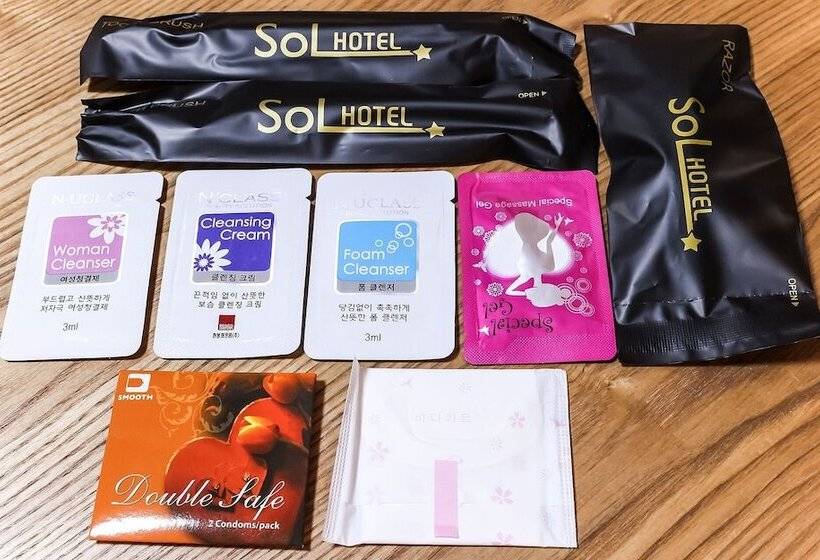 TOOTHBRUSH
OPEN
SOL HOTEL
OPEN
SOL HOTEL
RAZOR
SOL HOTEL
OPEN
N·UCLASS
Woman
Cleanser
여성청결제
부드럽고 산뜻하게
저자극 여성청결제
3ml
N·UCLASS
Cleansing
Cream
클렌징 크림
끈적임 없이 산뜻한
보습 클렌징 크림
UCLASS
Foam
Cleanser
폼 클렌저
당김없이 촉촉하게
산뜻한 폼 클렌저
3ml
Special Massage Gel
Special
Gel
SMOOTH
Double Safe
2 Condoms/pack